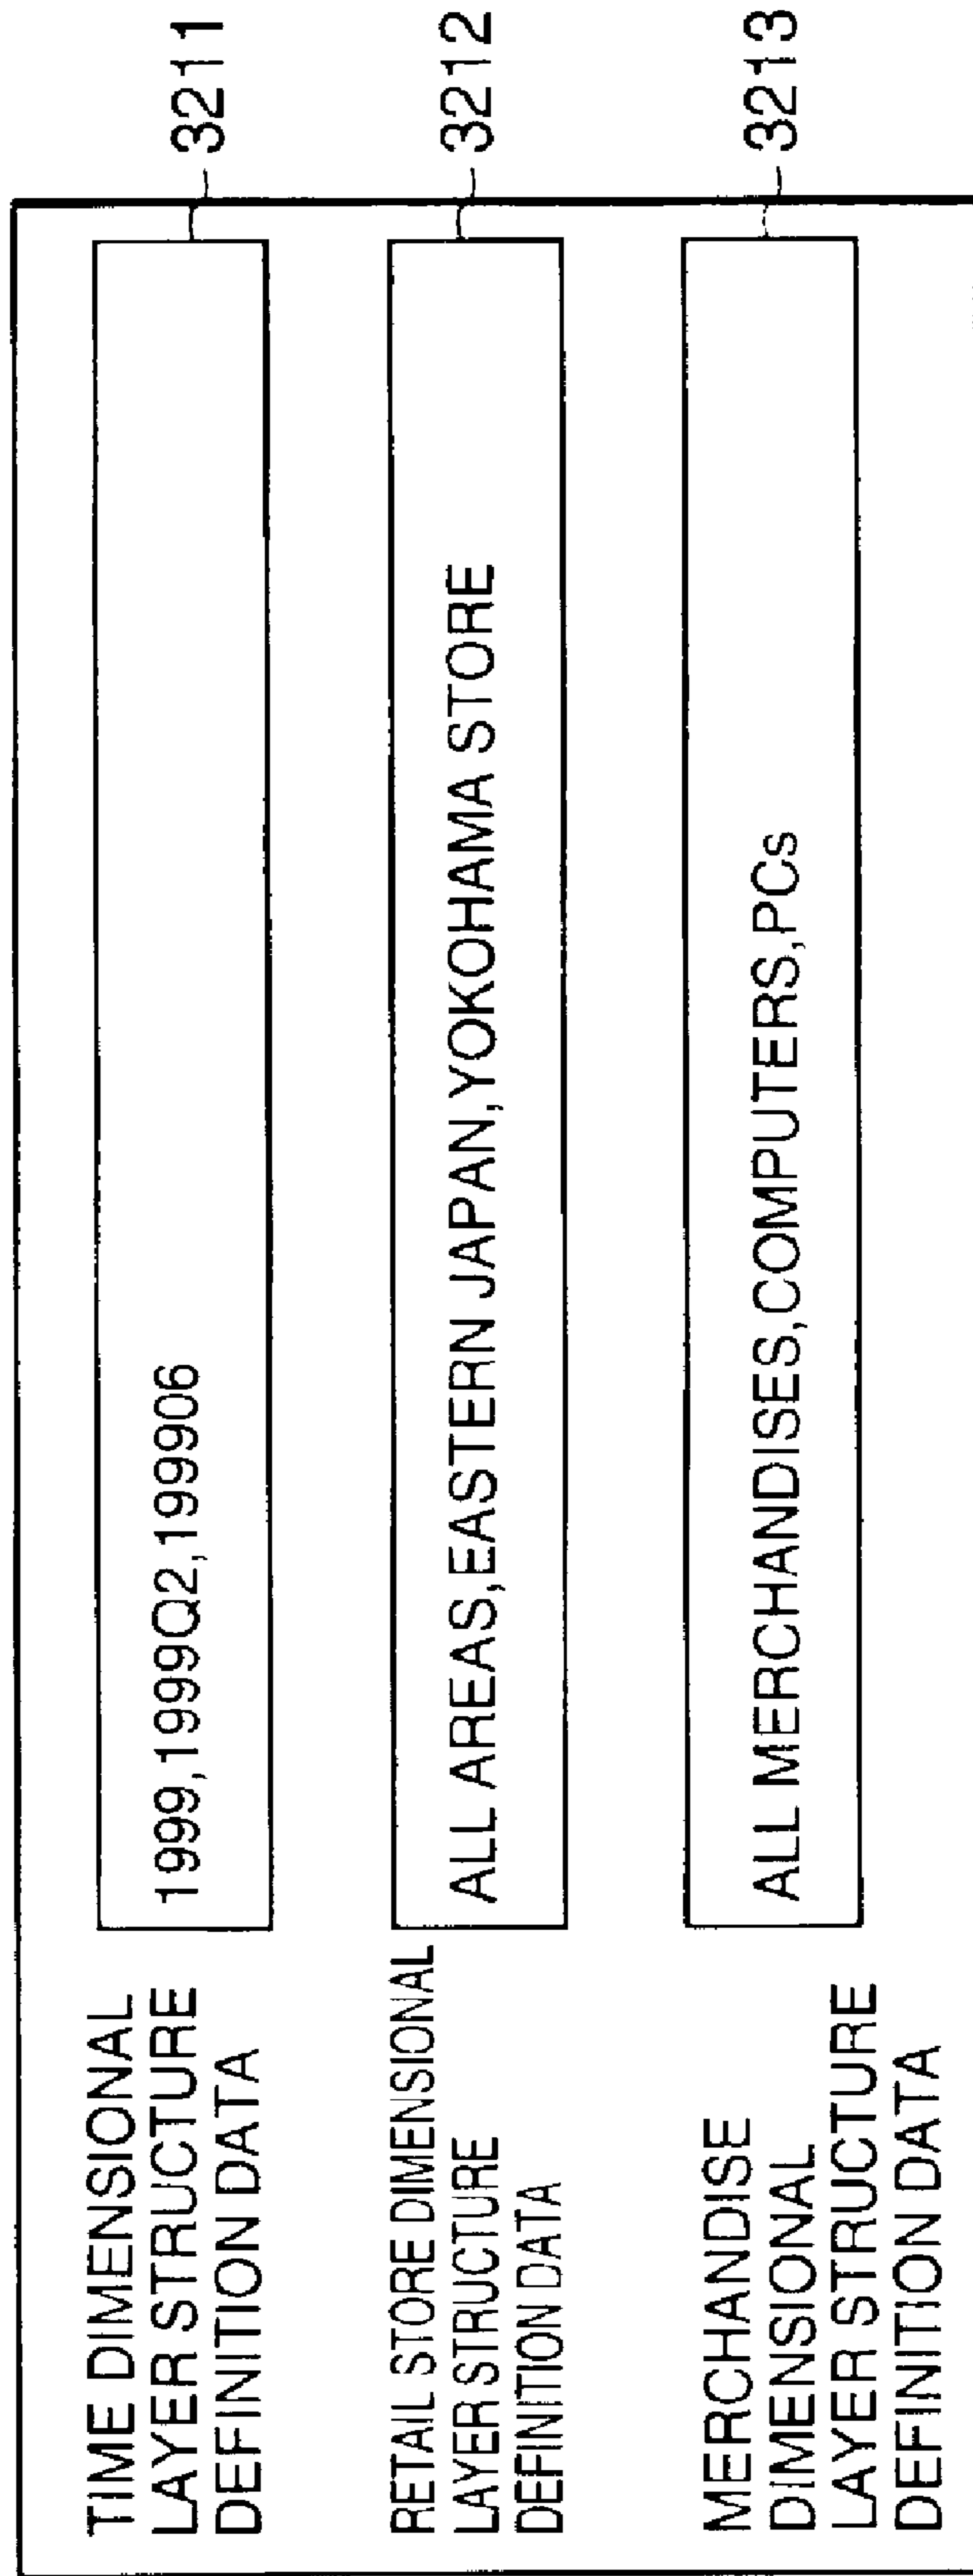 TIME DIMENSIONAL
LAYER STRUCTURE
DEFINITION DATA
1999,1999Q2,199906
3211
RETAIL STORE DIMENSIONAL
LAYER STRUCTURE
DEFINITION DATA
ALL AREAS,EASTERN JAPAN,YOKOHAMA STORE
3212
MERCHANDISE
DIMENSIONAL
LAYER STRUCTURE
DEFINITION DATA
ALL MERCHANDISES,COMPUTERS,PCs
3213